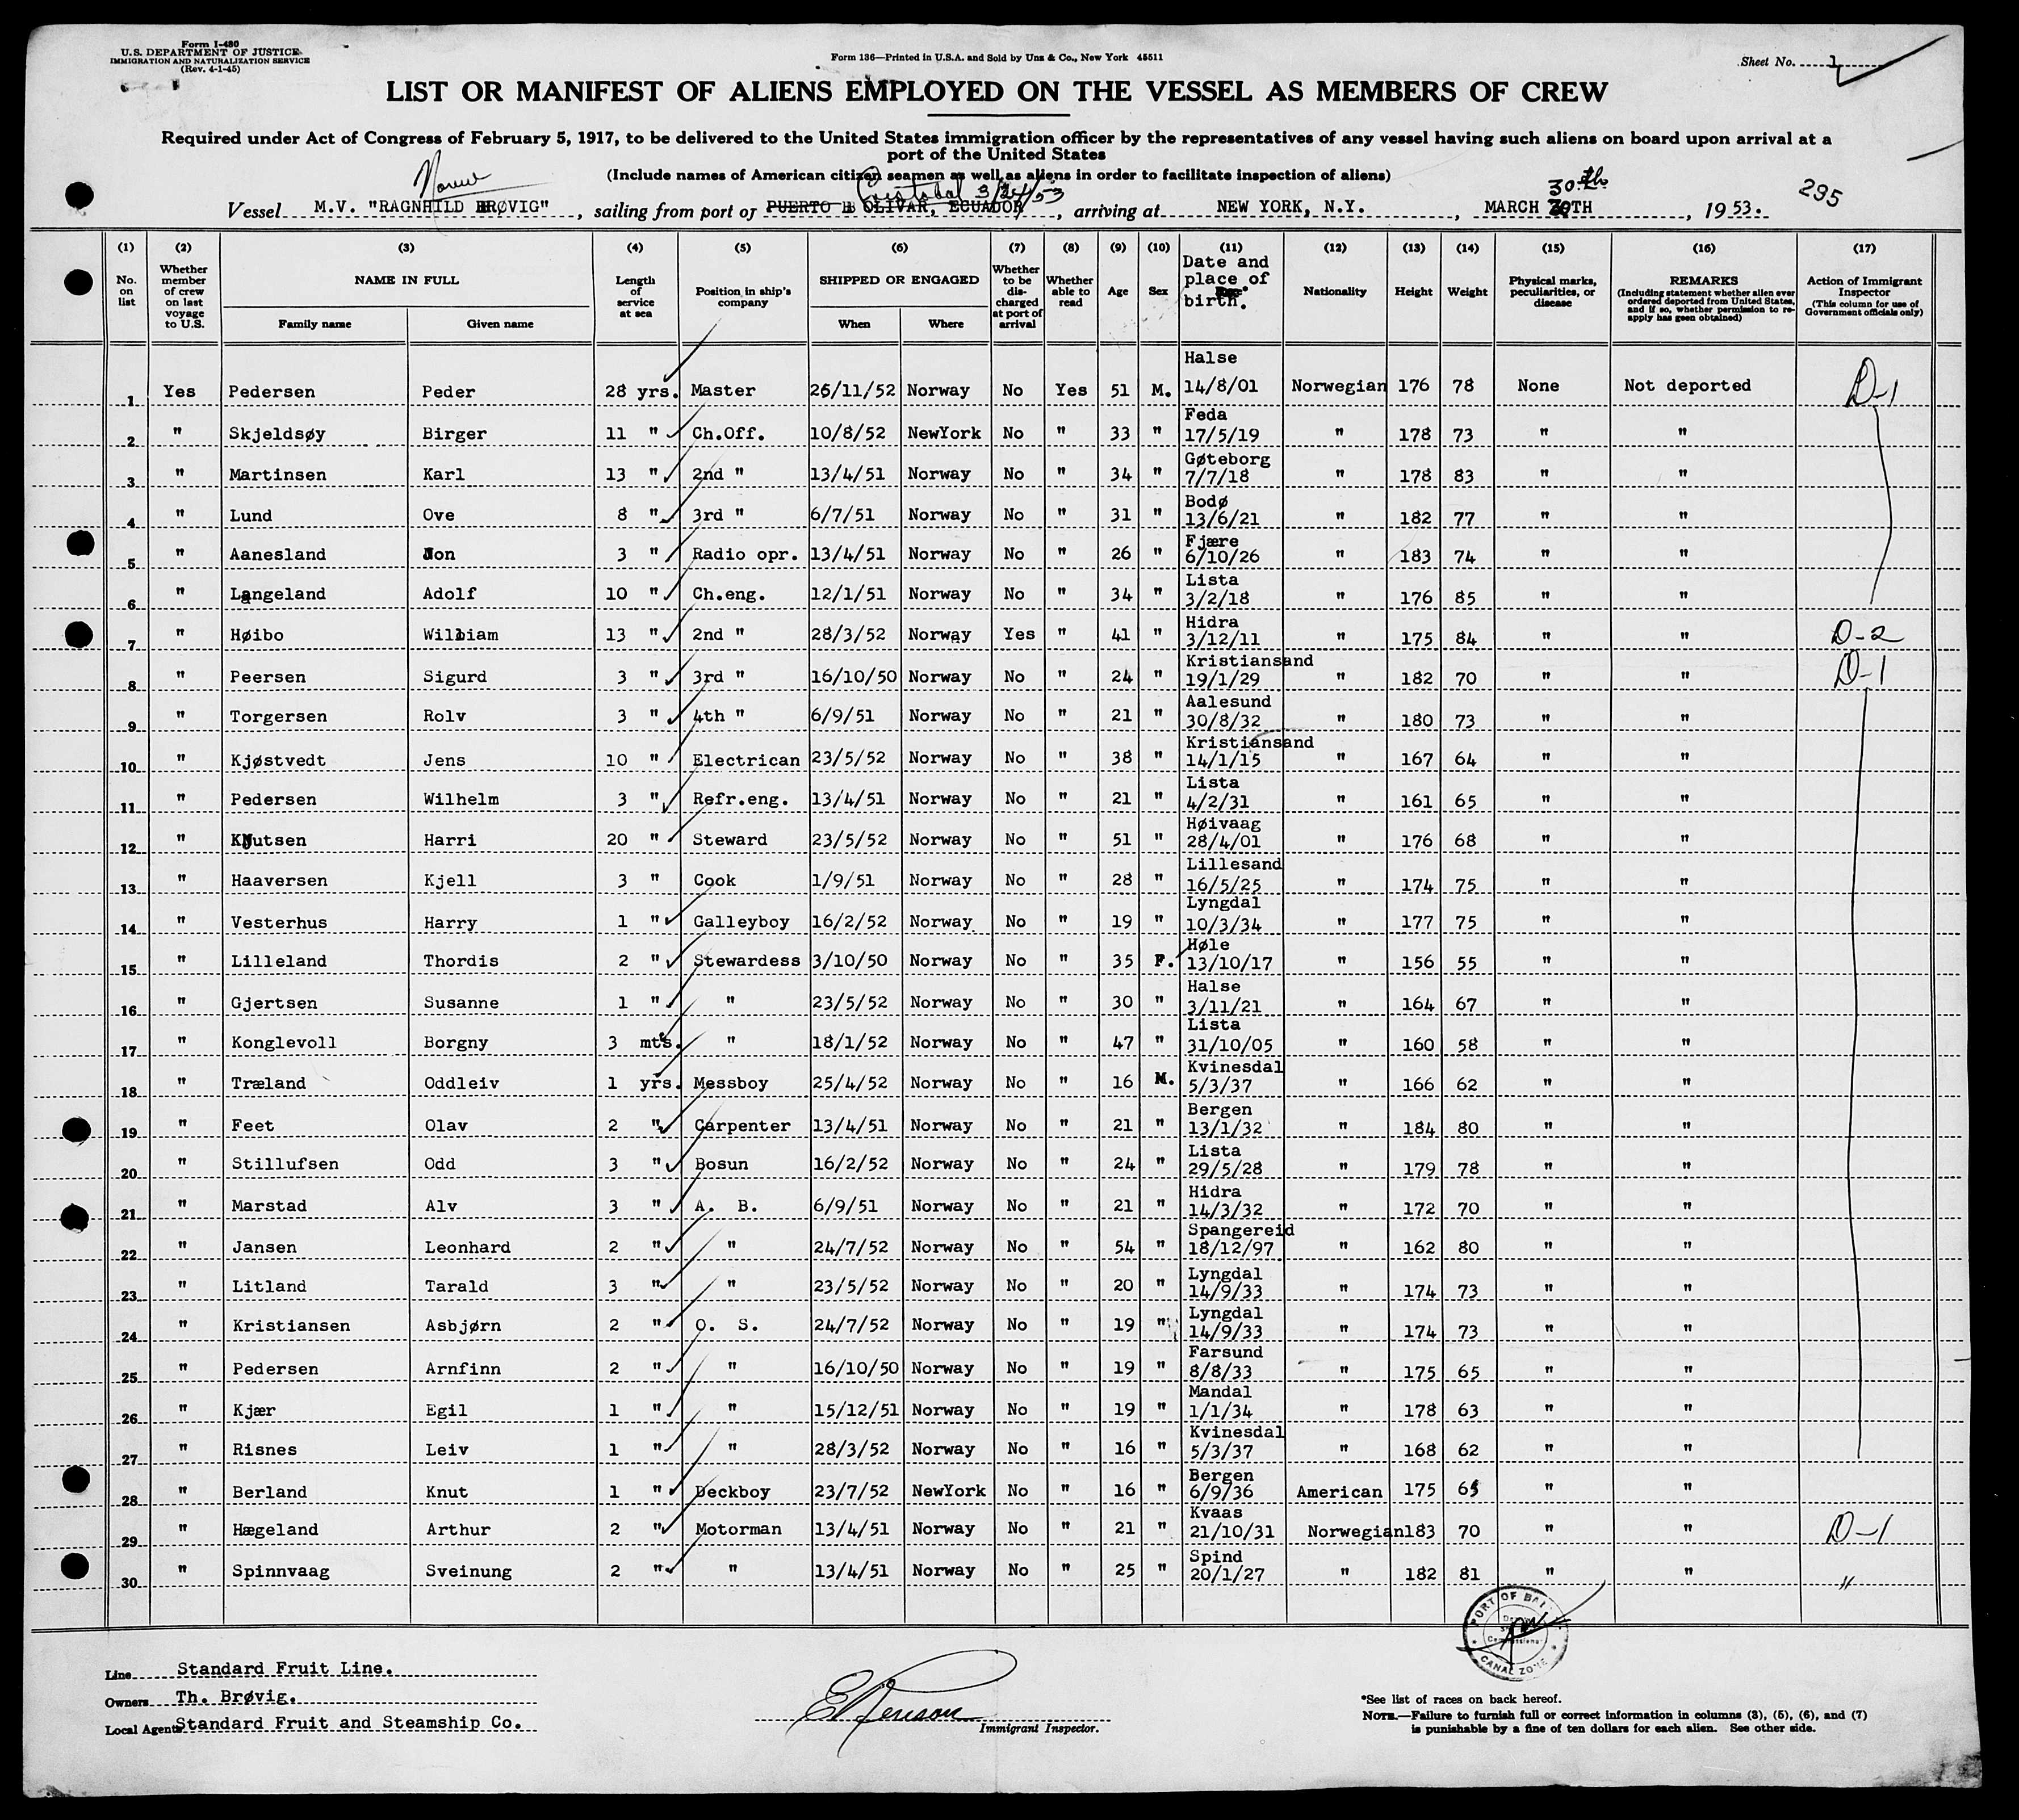 Form I-480
U.S. DEPARTMENT OF JUSTICE
IMMIGRATION AND NATURALIZATION SERVICE
(Rev. 4-1-45)
Form 136—Printed in U.S.A. and Sold by Unz & Co., New York 45511
Sheet No. 1
LIST OR MANIFEST OF ALIENS EMPLOYED ON THE VESSEL AS MEMBERS OF CREW
Required under Act of Congress of February 5, 1917, to be delivered to the United States immigration officer by the representatives of any vessel having such aliens on board upon arrival at a
port of the United States
(Include names of American citizen seamen as well as aliens in order to facilitate inspection of aliens)
Cristobal 3/24/53
30th
295
Vessel M.V. "RAGNHILD BRØVIG", sailing from port of PUERTO B OLIVAR, ECUADOR, arriving at NEW YORK, N.Y., MARCH TH, 1953.
(1) (2) (3) (4) (5) (6) (7) (8) (9) (10) (11) (12) (13) (14) (15) (16) (17)
No. on list
Whether member of crew on last voyage to U.S.
NAME IN FULL
Family name
Given name
Length of service at sea
Position in ship's company
SHIPPED OR ENGAGED
When
Where
Whether to be discharged at port of arrival
Whether able to read
Age
Sex
Date and place of birth.
Nationality
Height
Weight
Physical marks, peculiarities, or disease
REMARKS
(Including statement whether alien ever ordered deported from United States, and if so, whether permission to re-apply has geen obtained)
Action of Immigrant Inspector
(This column for use of Government officials only)
Halse
1 Yes Pedersen Peder 28 yrs. Master 26/11/52 Norway No Yes 51 M. 14/8/01 Norwegian 176 78 None Not deported D-1
Feda
2 " Skjeldsøy Birger 11 " Ch.Off. 10/8/52 NewYork No " 33 " 17/5/19 " 178 73 " "
Gøteborg
3 " Martinsen Karl 13 " 2nd " 13/4/51 Norway No " 34 " 7/7/18 " 178 83 " "
Bodø
4 " Lund Ove 8 " 3rd " 6/7/51 Norway No " 31 " 13/6/21 " 182 77 " "
Fjære
5 " Aanesland Jon 3 " Radio opr. 13/4/51 Norway No " 26 " 6/10/26 " 183 74 " "
Lista
6 " Langeland Adolf 10 " Ch.eng. 12/1/51 Norway No " 34 " 3/2/18 " 176 85 " "
Hidra
7 " Høibo William 13 " 2nd " 28/3/52 Norway Yes " 41 " 3/12/11 " 175 84 " " D-2
Kristiansand
8 " Peersen Sigurd 3 " 3rd " 16/10/50 Norway No " 24 " 19/1/29 " 182 70 " " D-1
Aalesund
9 " Torgersen Rolv 3 " 4th " 6/9/51 Norway No " 21 " 30/8/32 " 180 73 " "
Kristiansand
10 " Kjøstvedt Jens 10 " Electrican 23/5/52 Norway No " 38 " 14/1/15 " 167 64 " "
Lista
11 " Pedersen Wilhelm 3 " Refr.eng. 13/4/51 Norway No " 21 " 4/2/31 " 161 65 " "
Høivaag
12 " Knutsen Harri 20 " Steward 23/5/52 Norway No " 51 " 28/4/01 " 176 68 " "
Lillesand
13 " Haaversen Kjell 3 " Cook 1/9/51 Norway No " 28 " 16/5/25 " 174 75 " "
Lyngdal
14 " Vesterhus Harry 1 " Galleyboy 16/2/52 Norway No " 19 " 10/3/34 " 177 75 " "
Høle
15 " Lilleland Thordis 2 " Stewardess 3/10/50 Norway No " 35 F. 13/10/17 " 156 55 " "
Halse
16 " Gjertsen Susanne 1 " " 23/5/52 Norway No " 30 " 3/11/21 " 164 67 " "
Lista
17 " Konglevoll Borgny 3 mts. " 18/1/52 Norway No " 47 " 31/10/05 " 160 58 " "
Kvinesdal
18 " Træland Oddleiv 1 yrs. Messboy 25/4/52 Norway No " 16 M. 5/3/37 " 166 62 " "
Bergen
19 " Feet Olav 2 " Carpenter 13/4/51 Norway No " 21 " 13/1/32 " 184 80 " "
Lista
20 " Stillufsen Odd 3 " Bosun 16/2/52 Norway No " 24 " 29/5/28 " 179 78 " "
Hidra
21 " Marstad Alv 3 " A. B. 6/9/51 Norway No " 21 " 14/3/32 " 172 70 " "
Spangereid
22 " Jansen Leonhard 2 " " 24/7/52 Norway No " 54 " 18/12/97 " 162 80 " "
Lyngdal
23 " Litland Tarald 3 " " 23/5/52 Norway No " 20 " 14/9/33 " 174 73 " "
Lyngdal
24 " Kristiansen Asbjørn 2 " O. S. 24/7/52 Norway No " 19 " 14/9/33 " 174 73 " "
Farsund
25 " Pedersen Arnfinn 2 " " 16/10/50 Norway No " 19 " 8/8/33 " 175 65 " "
Mandal
26 " Kjær Egil 1 " " 15/12/51 Norway No " 19 " 1/1/34 " 178 63 " "
Kvinesdal
27 " Risnes Leiv 1 " " 28/3/52 Norway No " 16 " 5/3/37 " 168 62 " "
Bergen
28 " Berland Knut 1 " Deckboy 23/7/52 NewYork No " 16 " 6/9/36 American 175 65 " "
Kvaas
29 " Hægeland Arthur 2 " Motorman 13/4/51 Norway No " 21 " 21/10/31 Norwegian 183 70 " " D-1
Spind
30 " Spinnvaag Sveinung 2 " " 13/4/51 Norway No " 25 " 20/1/27 " 182 81 " " "
PORT OF
CANAL ZONE
Line Standard Fruit Line.
Owners Th. Brøvig.
Local Agents Standard Fruit and Steamship Co.
Immigrant Inspector.
*See list of races on back hereof.
NOTE.—Failure to furnish full or correct information in columns (3), (5), (6), and (7)
is punishable by a fine of ten dollars for each alien. See other side.